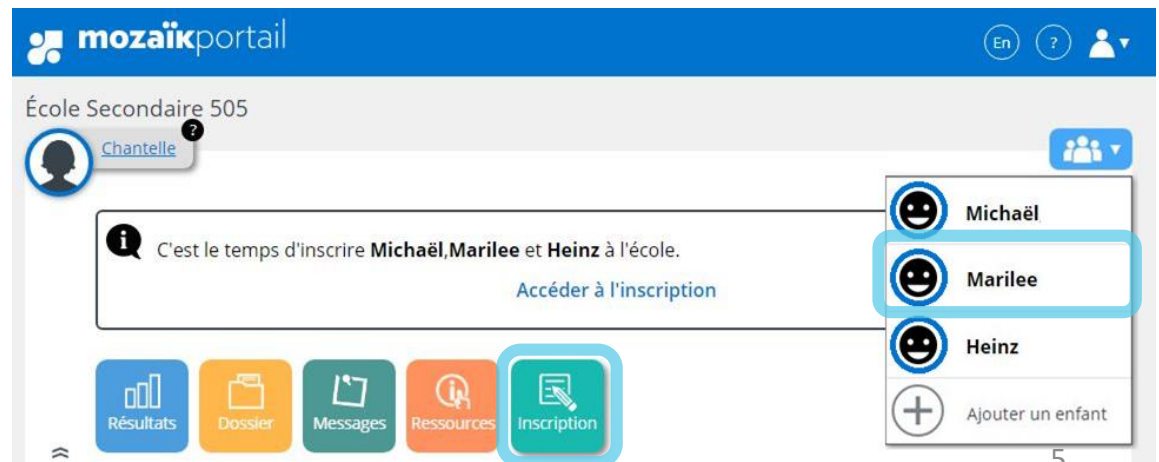 mozaïkportail
En ?
École Secondaire 505
Chantelle ?
Michaël
C'est le temps d'inscrire Michaël,Marilee et Heinz à l'école.
Accéder à l'inscription
Marilee
Heinz
Ajouter un enfant
Résultats Dossier Messages Ressources Inscription
5